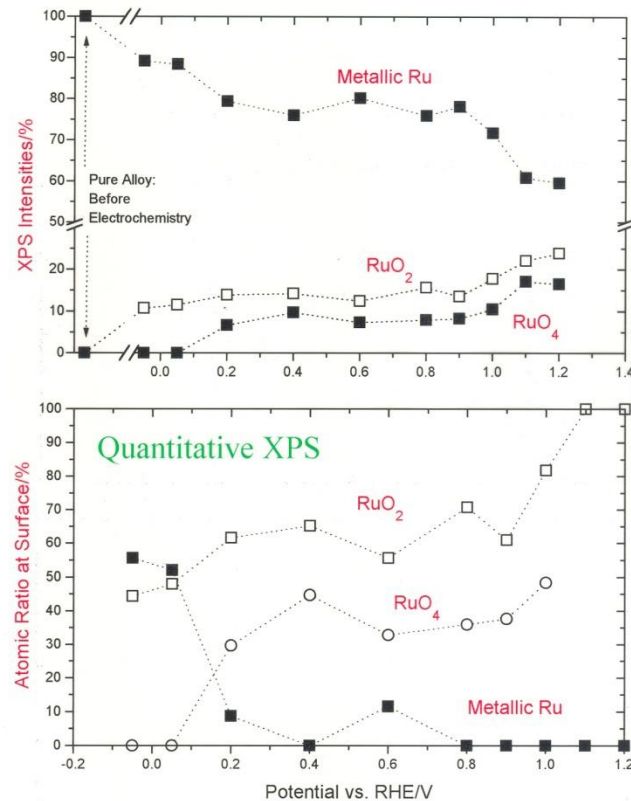 100
90
80
70
60
50
20
10
0
XPS Intensities/%
Metallic Ru
Pure Alloy:
Before
Electrochemistry
RuO2
RuO4
0.0 0.2 0.4 0.6 0.8 1.0 1.2 1.4
100
90
80
70
60
50
40
30
20
10
0
Atomic Ratio at Surface/%
Quantitative XPS
RuO2
RuO4
Metallic Ru
-0.2 0.0 0.2 0.4 0.6 0.8 1.0 1.2
Potential vs. RHE/V